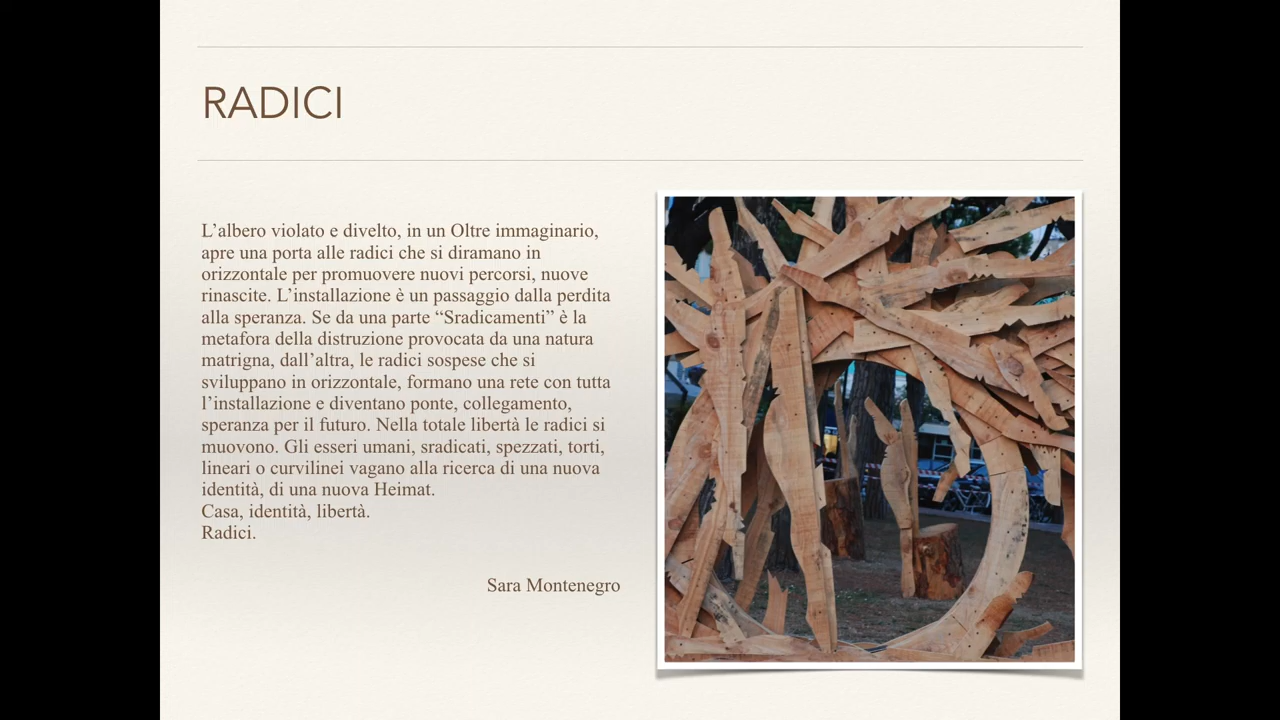 RADICI
L’albero violato e divelto, in un Oltre immaginario,
apre una porta alle radici che si diramano in
orizzontale per promuovere nuovi percorsi, nuove
rinascite. L’installazione è un passaggio dalla perdita
alla speranza. Se da una parte “Sradicamenti” è la
metafora della distruzione provocata da una natura
matrigna, dall’altra, le radici sospese che si
sviluppano in orizzontale, formano una rete con tutta
l’installazione e diventano ponte, collegamento,
speranza per il futuro. Nella totale libertà le radici si
muovono. Gli esseri umani, sradicati, spezzati, torti,
lineari o curvilinei vagano alla ricerca di una nuova
identità, di una nuova Heimat.
Casa, identità, libertà.
Radici.
Sara Montenegro